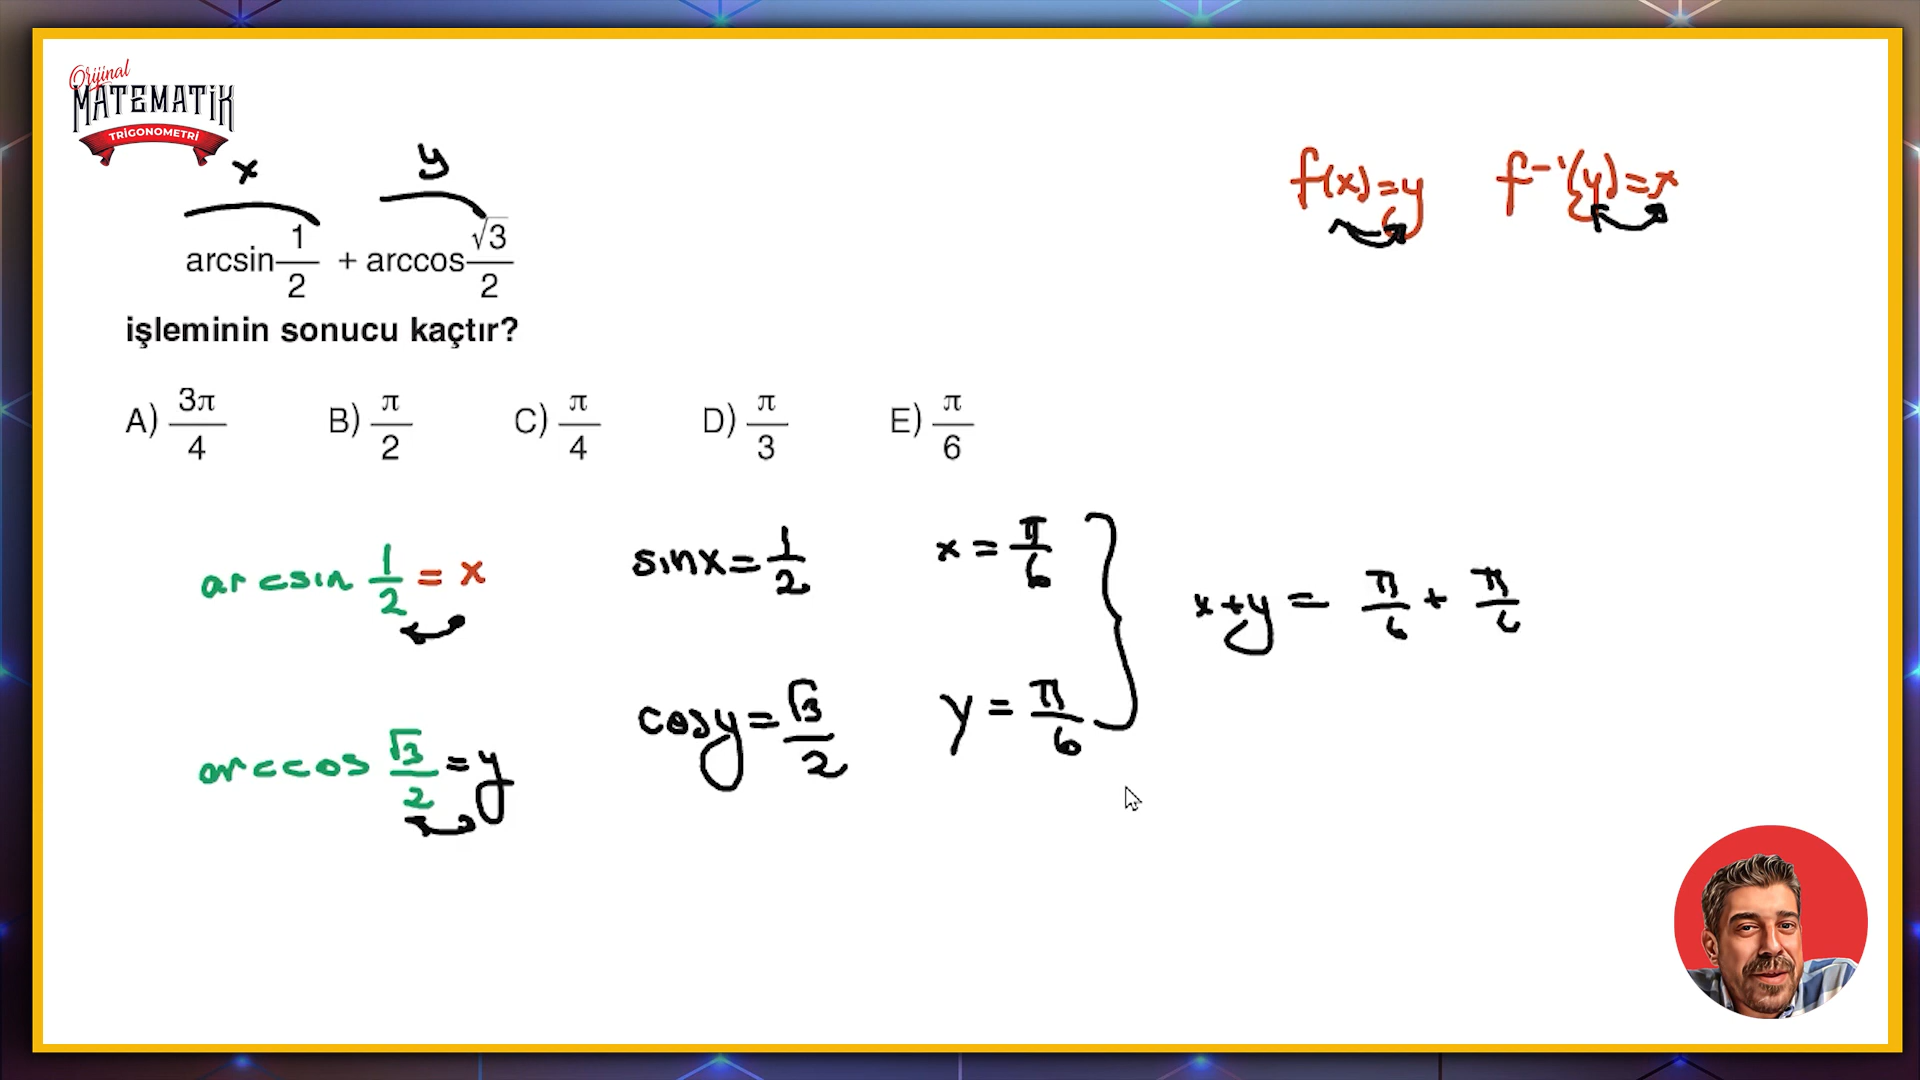 Orijinal
MATEMATİK
TRİGONOMETRİ
x y
f(x)=y f⁻¹(y)=x
arcsin 1/2 + arccos √3/2
işleminin sonucu kaçtır?
A) 3π/4 B) π/2 C) π/4 D) π/3 E) π/6
arcsin 1/2 = x sinx = 1/2 x = π/6
x+y = π/6 + π/6
arccos √3/2 = y cosy = √3/2 y = π/6